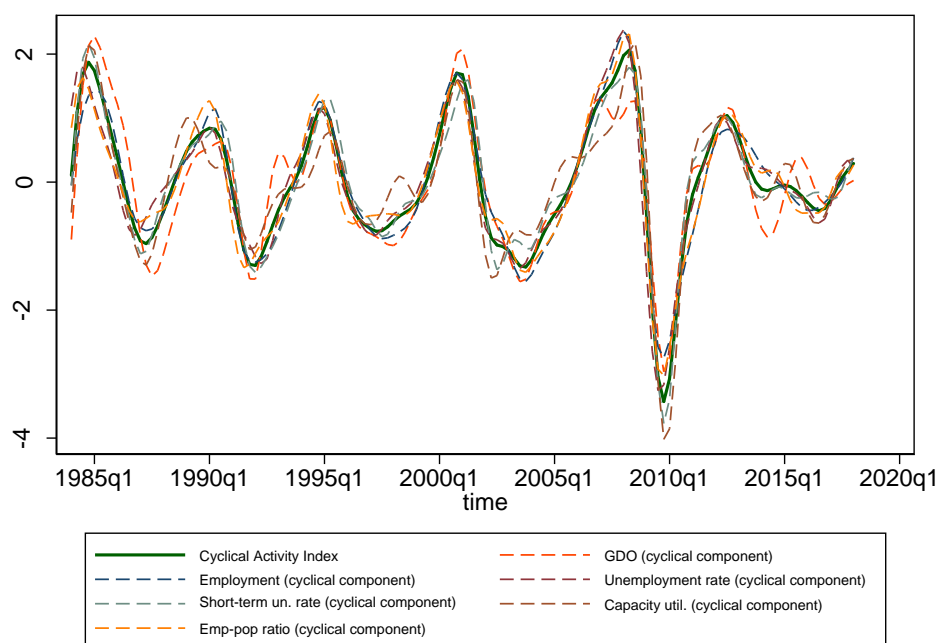 2
0
-2
-4
1985q1 1990q1 1995q1 2000q1 2005q1 2010q1 2015q1 2020q1
time
Cyclical Activity Index GDO (cyclical component)
Employment (cyclical component) Unemployment rate (cyclical component)
Short-term un. rate (cyclical component) Capacity util. (cyclical component)
Emp-pop ratio (cyclical component)